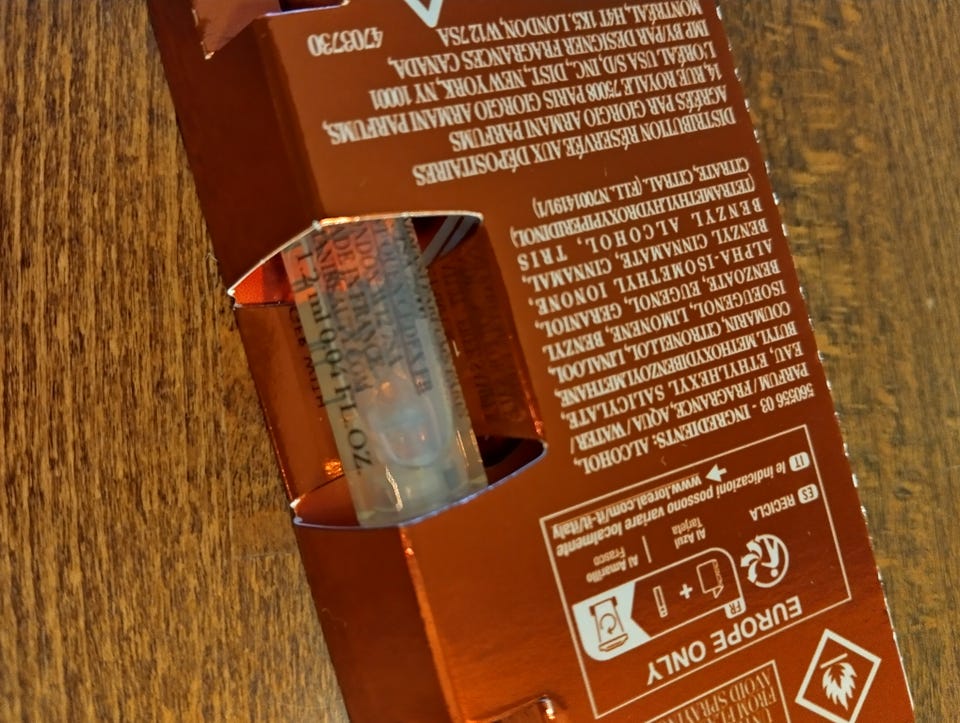 AVOID
FROM
EUROPE ONLY
FR
ES RECICLA
Al Amarillo
Frasco
Al Azul
Tarjeta
IT le indicazioni possono variare localmente
www.loreal.com/it-it/italy
560556 03 - INGREDIENTS: ALCOHOL,
PARFUM/FRAGRANCE, AQUA/WATER/
EAU, ETHYLHEXYL SALICYLATE,
BUTYL METHOXYDIBENZOYLMETHANE,
COUMARIN, CITRONELLOL, LINALOOL,
ISOEUGENOL, LIMONENE, BENZYL
BENZOATE, EUGENOL, GERANIOL,
ALPHA-ISOMETHYL IONONE,
BENZYL CINNAMATE, CINNAMAL,
BENZYL ALCOHOL, TRIS
(TETRAMETHYLHYDROXYPIPERIDINOL)
CITRATE, CITRAL. (F.I.L. N70014191/1)
DISTRIBUTION RÉSERVÉE AUX DÉPOSITAIRES
AGRÉÉS PAR GIORGIO ARMANI PARFUMS
14, RUE ROYALE 75008 PARIS GIORGIO ARMANI PARFUMS,
L'ORÉAL USA S/D, INC, DIST., NEW YORK, NY 10001
IMP. BY/PAR DESIGNER FRAGRANCES CANADA,
MONTRÉAL, H4T 1K5. LONDON, W12 7SA
4703730
1.2 ml 0.04 FL. OZ.